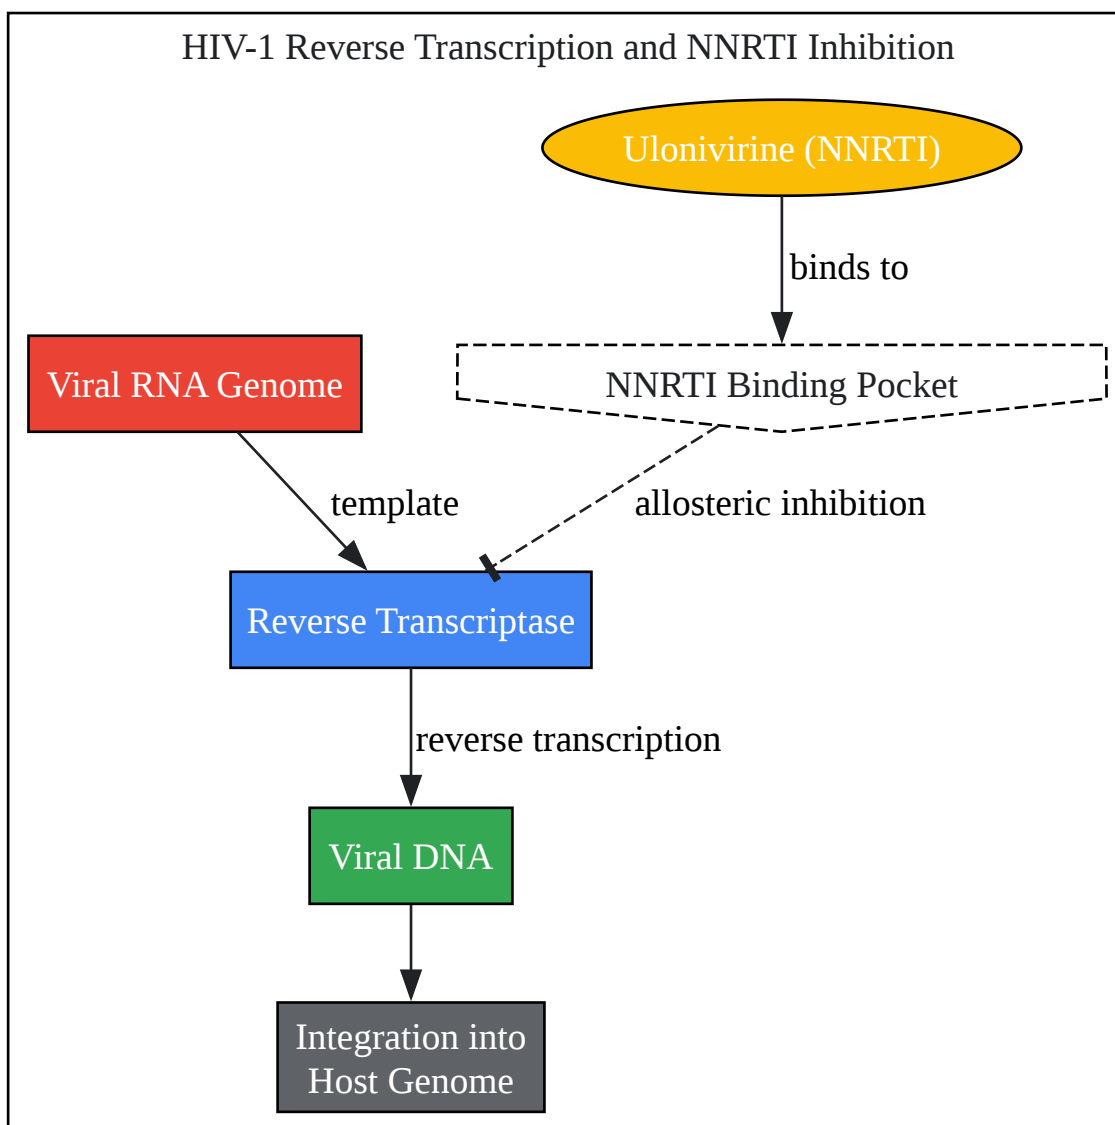 HIV-1 Reverse Transcription and NNRTI Inhibition
Ulonivirine (NNRTI)
binds to
Viral RNA Genome
NNRTI Binding Pocket
template
allosteric inhibition
Reverse Transcriptase
reverse transcription
Viral DNA
Integration into
Host Genome